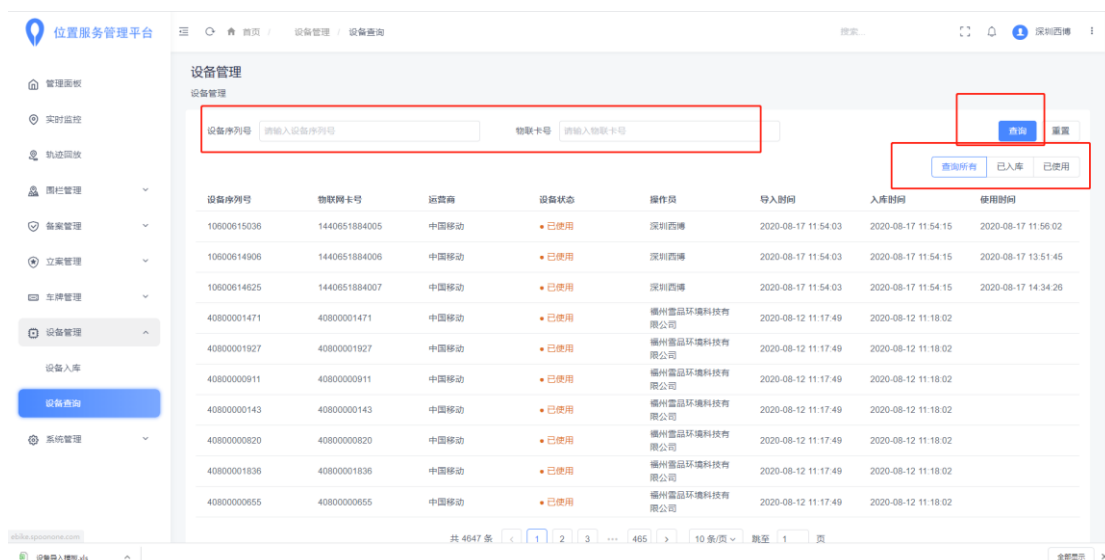 位置服务管理平台
首页 / 设备管理 / 设备查询
搜索...
深圳西博
管理面板
实时监控
轨迹回放
围栏管理
备案管理
立案管理
车牌管理
设备管理
设备入库
设备查询
系统管理
设备管理
设备管理
设备序列号 请输入设备序列号 物联卡号 请输入物联卡号 查询 重置
查询所有 已入库 已使用
设备序列号 物联网卡号 运营商 设备状态 操作员 导入时间 入库时间 使用时间
10600615036 1440651884005 中国移动 已使用 深圳西博 2020-08-17 11:54:03 2020-08-17 11:54:15 2020-08-17 11:56:02
10600614906 1440651884006 中国移动 已使用 深圳西博 2020-08-17 11:54:03 2020-08-17 11:54:15 2020-08-17 13:51:45
10600614625 1440651884007 中国移动 已使用 深圳西博 2020-08-17 11:54:03 2020-08-17 11:54:15 2020-08-17 14:34:26
40800001471 40800001471 中国移动 已使用 福州雪品环境科技有限公司 2020-08-12 11:17:49 2020-08-12 11:18:02
40800001927 40800001927 中国移动 已使用 福州雪品环境科技有限公司 2020-08-12 11:17:49 2020-08-12 11:18:02
40800000911 40800000911 中国移动 已使用 福州雪品环境科技有限公司 2020-08-12 11:17:49 2020-08-12 11:18:02
40800000143 40800000143 中国移动 已使用 福州雪品环境科技有限公司 2020-08-12 11:17:49 2020-08-12 11:18:02
40800000820 40800000820 中国移动 已使用 福州雪品环境科技有限公司 2020-08-12 11:17:49 2020-08-12 11:18:02
40800001836 40800001836 中国移动 已使用 福州雪品环境科技有限公司 2020-08-12 11:17:49 2020-08-12 11:18:02
40800000655 40800000655 中国移动 已使用 福州雪品环境科技有限公司 2020-08-12 11:17:49 2020-08-12 11:18:02
共 4647 条 1 2 3 ... 465 10 条/页 跳至 1 页
ebike.spoonone.com
设备导入模板.xls
全部显示